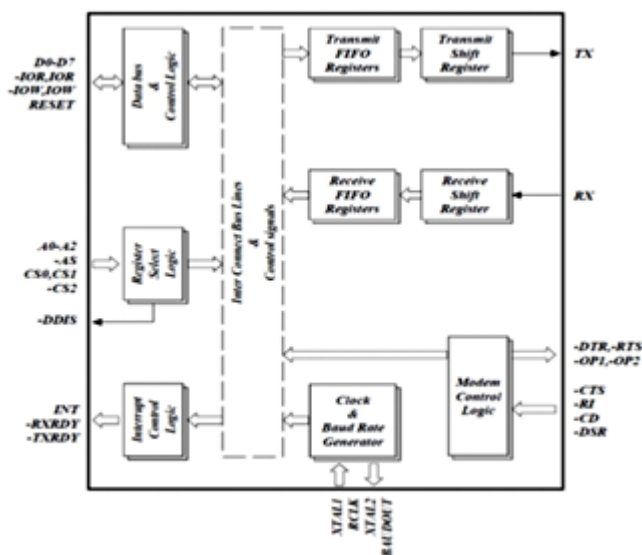 D0-D7
-IOR,IOR
-IOW,IOW
RESET
Data bus
&
Control Logic
A0-A2
-AS
CS0,CS1
-CS2
Register
Select
Logic
-DDIS
INT
-RXRDY
-TXRDY
Interrupt
Control
Logic
Inter Connect Bus Lines
&
Control signals
Transmit
FIFO
Registers
Transmit
Shift
Register
TX
Receive
FIFO
Registers
Receive
Shift
Register
RX
Clock
&
Baud Rate
Generator
Modem
Control
Logic
-DTR,-RTS
-OP1,-OP2
-CTS
-RI
-CD
-DSR
XTAL1
RCLK
XTAL2
BAUDOUT